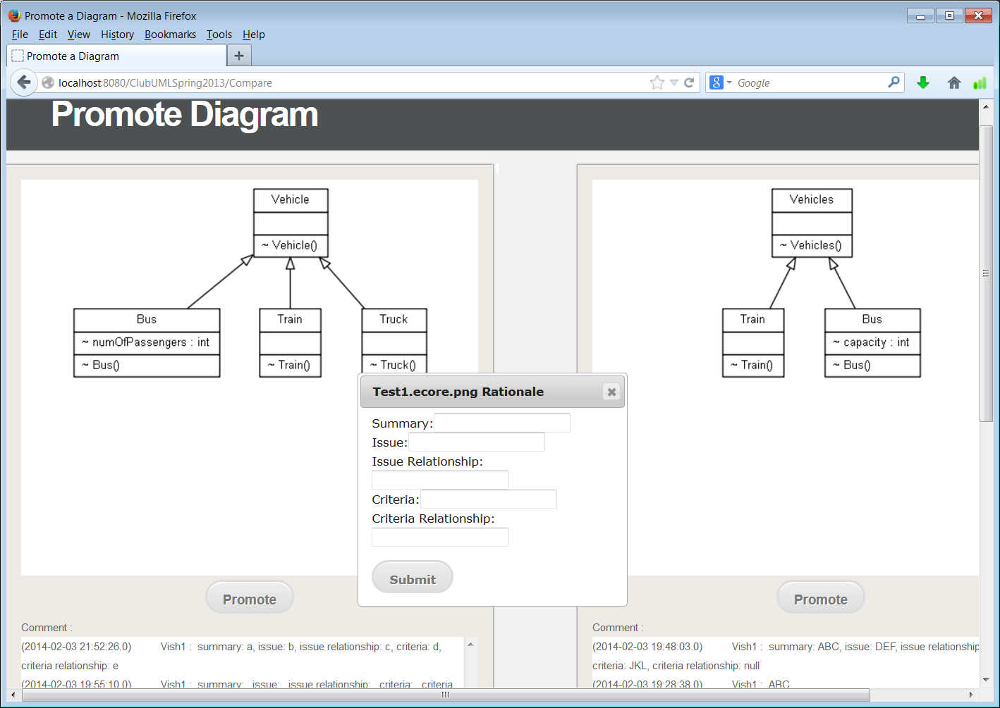 Promote a Diagram - Mozilla Firefox
File Edit View History Bookmarks Tools Help
Promote a Diagram
localhost:8080/ClubUMLSpring2013/Compare
Google
Promote Diagram
Vehicle
~ Vehicle()
Bus
~ numOfPassengers : int
~ Bus()
Train
~ Train()
Truck
~ Truck()
Vehicles
~ Vehicles()
Train
~ Train()
Bus
~ capacity : int
~ Bus()
Test1.ecore.png Rationale
Summary:
Issue:
Issue Relationship:
Criteria:
Criteria Relationship:
Submit
Promote
Comment :
(2014-02-03 21:52:26.0) Vish1 : summary: a, issue: b, issue relationship: c, criteria: d,
criteria relationship: e
(2014-02-03 19:55:10.0) Vish1 : summary: , issue: , issue relationship: , criteria: , criteria
Promote
Comment :
(2014-02-03 19:48:03.0) Vish1 : summary: ABC, issue: DEF, issue relationship
criteria: JKL, criteria relationship: null
(2014-02-03 19:28:38.0) Vish1 : ABC